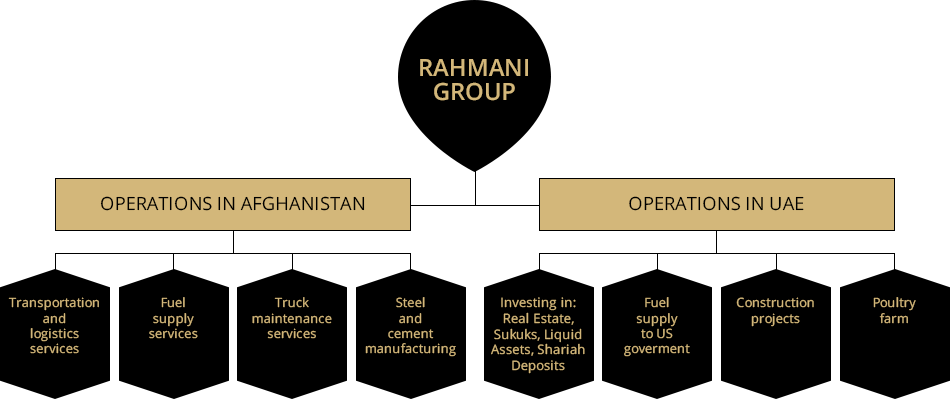 RAHMANI
GROUP
OPERATIONS IN AFGHANISTAN
OPERATIONS IN UAE
Transportation
and
logistics
services
Fuel
supply
services
Truck
maintenance
services
Steel
and
cement
manufacturing
Investing in:
Real Estate,
Sukuks, Liquid
Assets, Shariah
Deposits
Fuel
supply
to US
goverment
Construction
projects
Poultry
farm